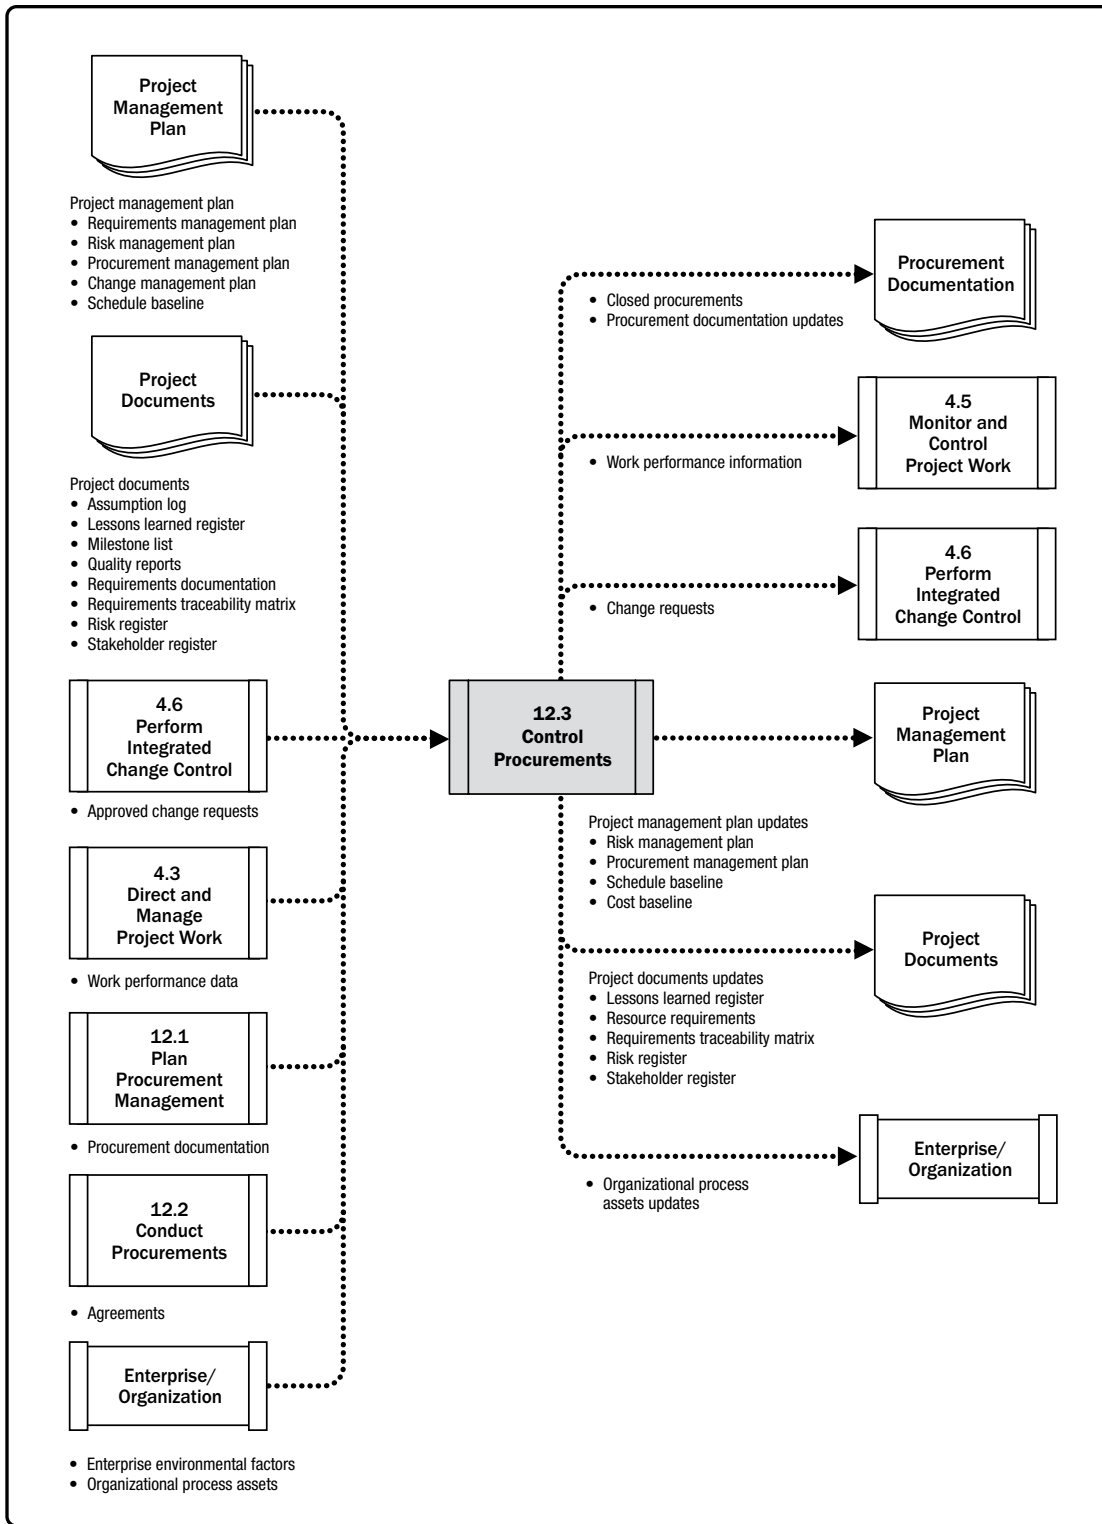 Project
Management
Plan
Project management plan
• Requirements management plan
• Risk management plan
• Procurement management plan
• Change management plan
• Schedule baseline
Project
Documents
Project documents
• Assumption log
• Lessons learned register
• Milestone list
• Quality reports
• Requirements documentation
• Requirements traceability matrix
• Risk register
• Stakeholder register
4.6
Perform
Integrated
Change Control
• Approved change requests
4.3
Direct and
Manage
Project Work
• Work performance data
12.1
Plan
Procurement
Management
• Procurement documentation
12.2
Conduct
Procurements
• Agreements
Enterprise/
Organization
• Enterprise environmental factors
• Organizational process assets
12.3
Control
Procurements
Procurement
Documentation
• Closed procurements
• Procurement documentation updates
4.5
Monitor and
Control
Project Work
• Work performance information
4.6
Perform
Integrated
Change Control
• Change requests
Project
Management
Plan
Project management plan updates
• Risk management plan
• Procurement management plan
• Schedule baseline
• Cost baseline
Project
Documents
Project documents updates
• Lessons learned register
• Resource requirements
• Requirements traceability matrix
• Risk register
• Stakeholder register
Enterprise/
Organization
• Organizational process
assets updates